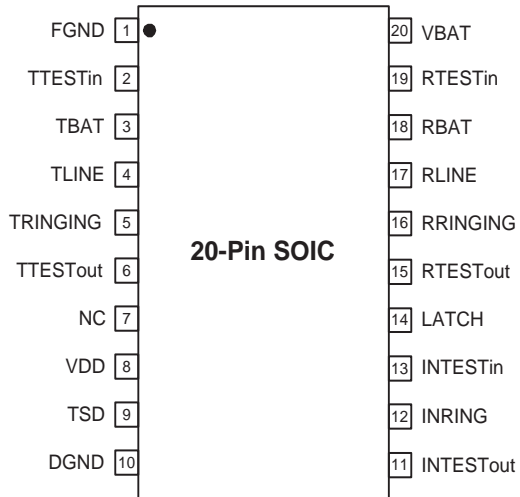 FGND 1 20 VBAT
TTESTin 2 19 RTESTin
TBAT 3 18 RBAT
TLINE 4 17 RLINE
TRINGING 5 16 RRINGING
20-Pin SOIC
TTESTout 6 15 RTESTout
NC 7 14 LATCH
VDD 8 13 INTESTin
TSD 9 12 INRING
DGND 10 11 INTESTout